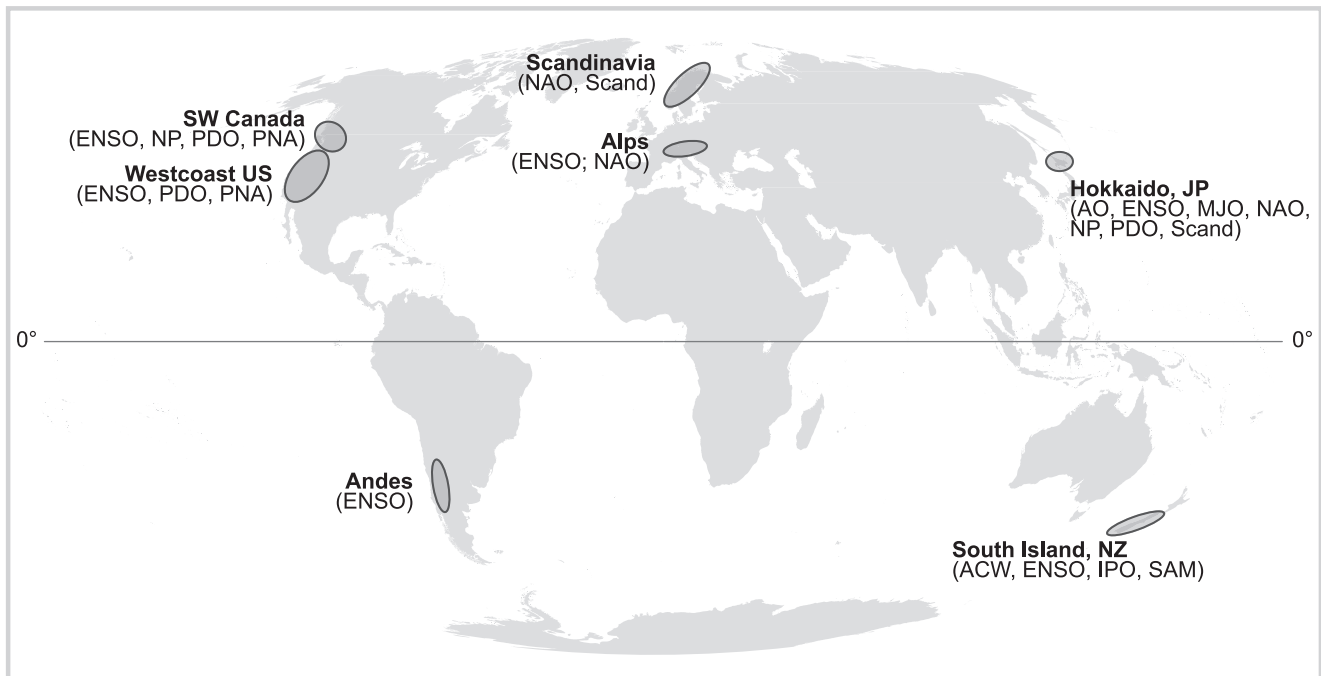 Scandinavia
(NAO, Scand)
SW Canada
(ENSO, NP, PDO, PNA)
Alps
(ENSO; NAO)
Westcoast US
(ENSO, PDO, PNA)
Hokkaido, JP
(AO, ENSO, MJO, NAO,
NP, PDO, Scand)
0°
0°
Andes
(ENSO)
South Island, NZ
(ACW, ENSO, IPO, SAM)